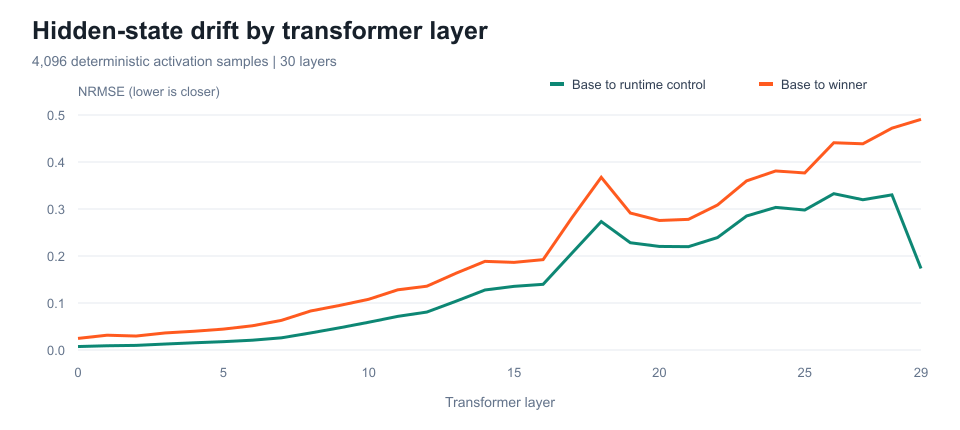 Hidden-state drift by transformer layer
4,096 deterministic activation samples | 30 layers
NRMSE (lower is closer)
Base to runtime control
Base to winner
0.5
0.4
0.3
0.2
0.1
0.0
0 5 10 15 20 25 29
Transformer layer